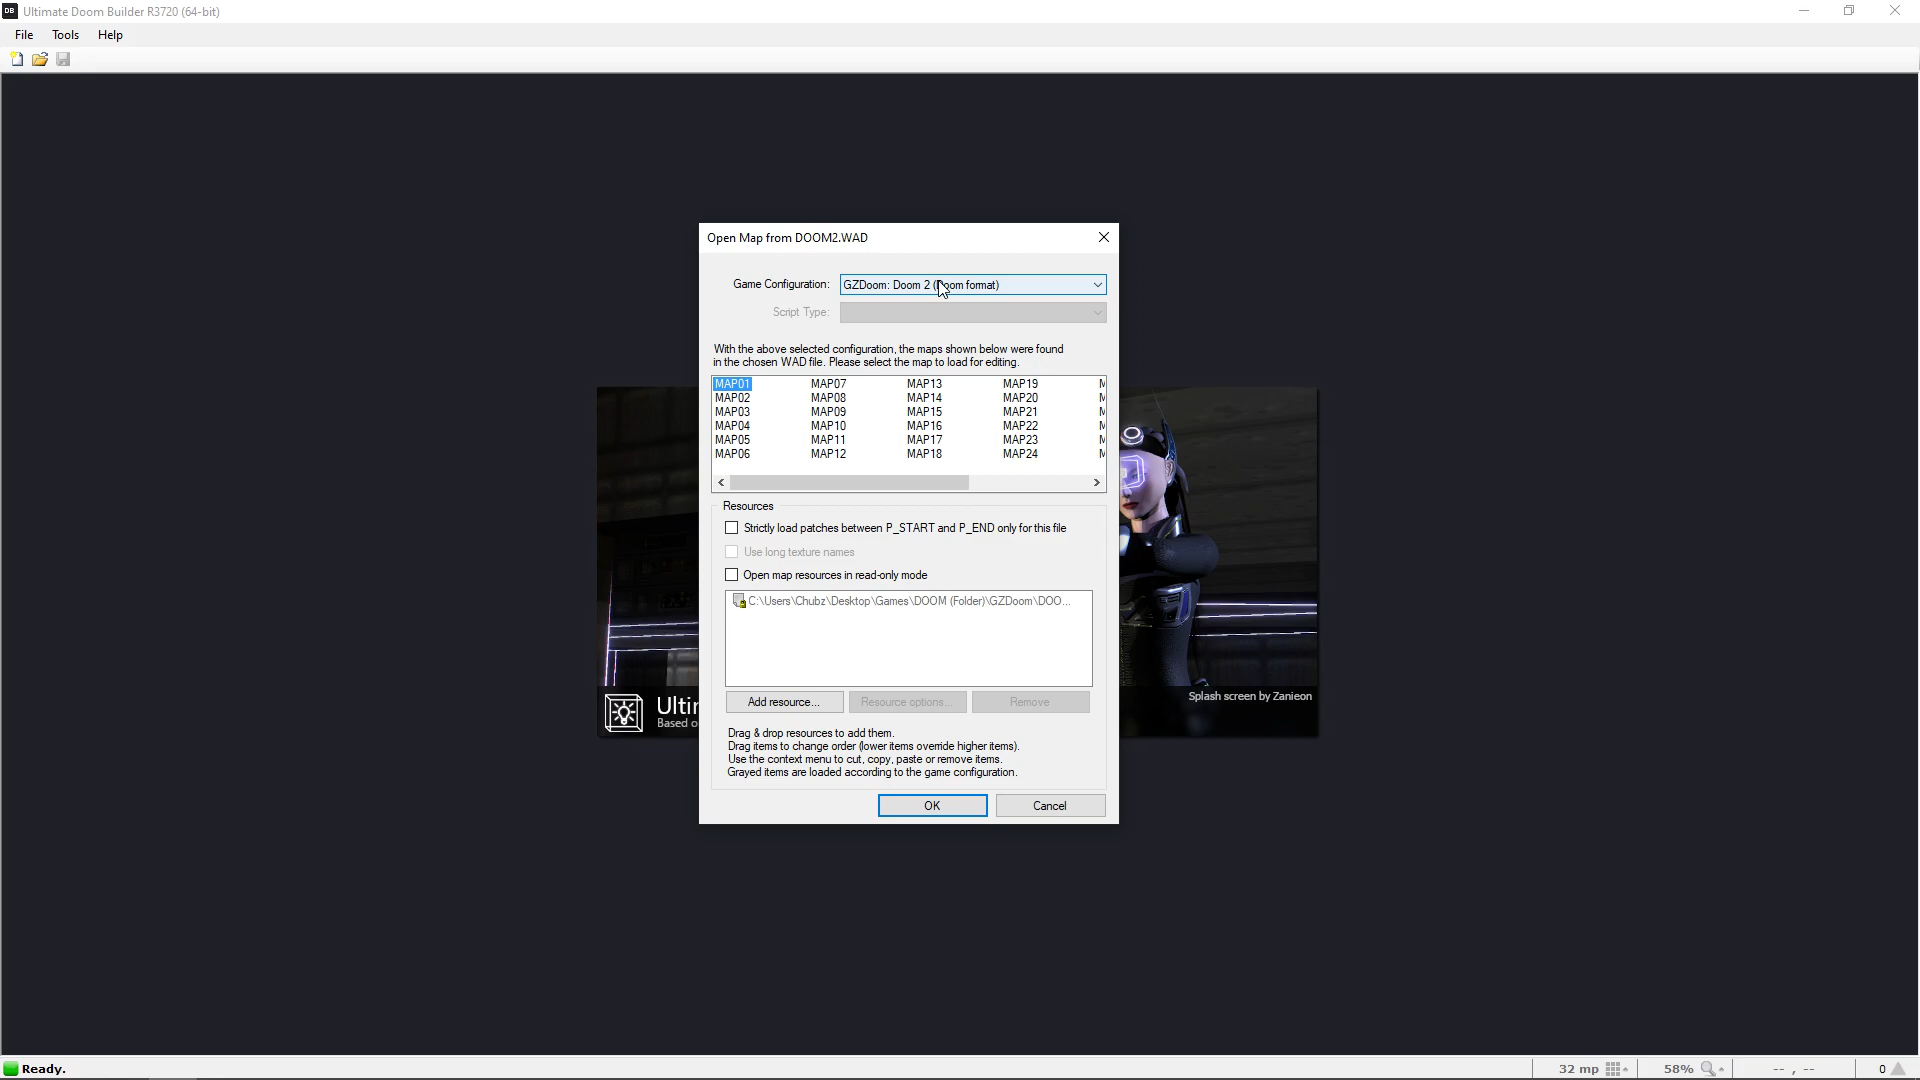 DB Ultimate Doom Builder R3720 (64-bit)
File Tools Help
Open Map from DOOM2.WAD
Game Configuration: GZDoom: Doom 2 (Doom format)
Script Type:
With the above selected configuration, the maps shown below were found
in the chosen WAD file. Please select the map to load for editing.
MAP01 MAP07 MAP13 MAP19 M
MAP02 MAP08 MAP14 MAP20 M
MAP03 MAP09 MAP15 MAP21 M
MAP04 MAP10 MAP16 MAP22 M
MAP05 MAP11 MAP17 MAP23 M
MAP06 MAP12 MAP18 MAP24 M
Resources
Strictly load patches between P_START and P_END only for this file
Use long texture names
Open map resources in read-only mode
C:\Users\Chubz\Desktop\Games\DOOM (Folder)\GZDoom\DOO...
Add resource... Resource options... Remove
Drag & drop resources to add them.
Drag items to change order (lower items override higher items).
Use the context menu to cut, copy, paste or remove items.
Grayed items are loaded according to the game configuration.
OK Cancel
Splash screen by Zanieon
Ultim
Based o
Ready. 32 mp 58% -- , -- 0